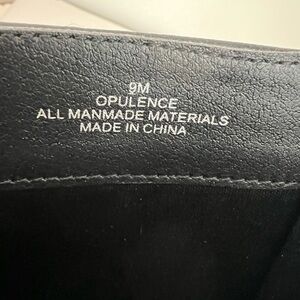 9M
OPULENCE
ALL MANMADE MATERIALS
MADE IN CHINA